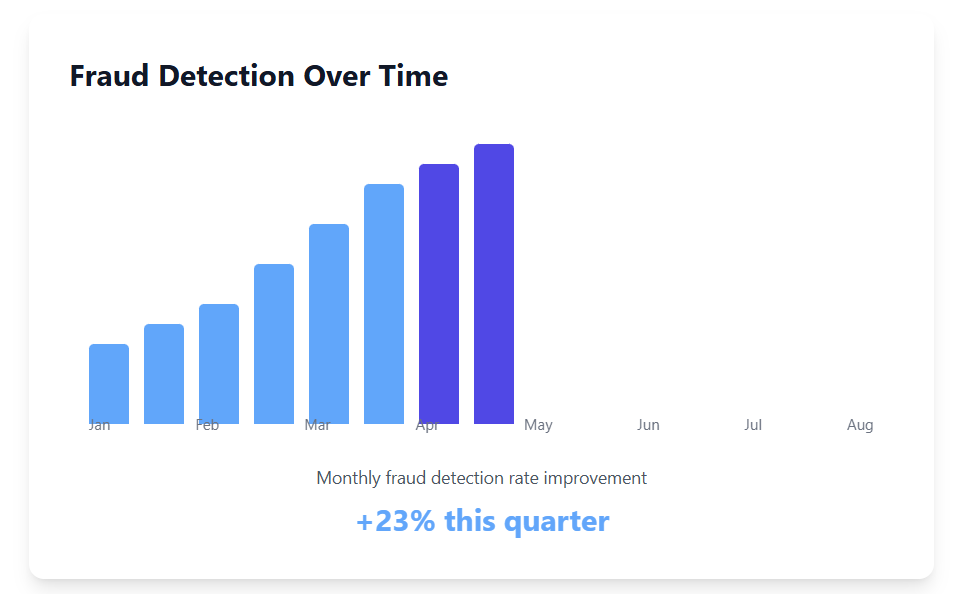 Fraud Detection Over Time
Jan Feb Mar Apr May Jun Jul Aug
Monthly fraud detection rate improvement
+23% this quarter